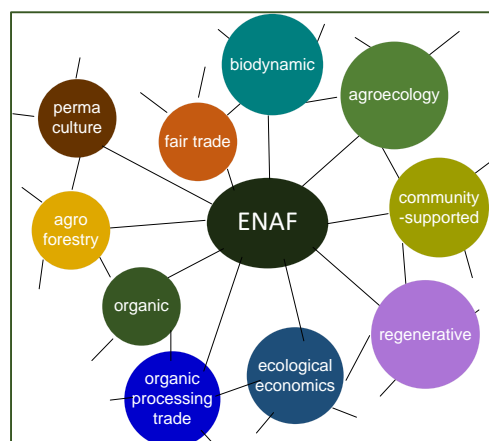 biodynamic
agroecology
perma
culture
fair trade
community
-supported
ENAF
agro
forestry
organic
regenerative
ecological
economics
organic
processing
trade